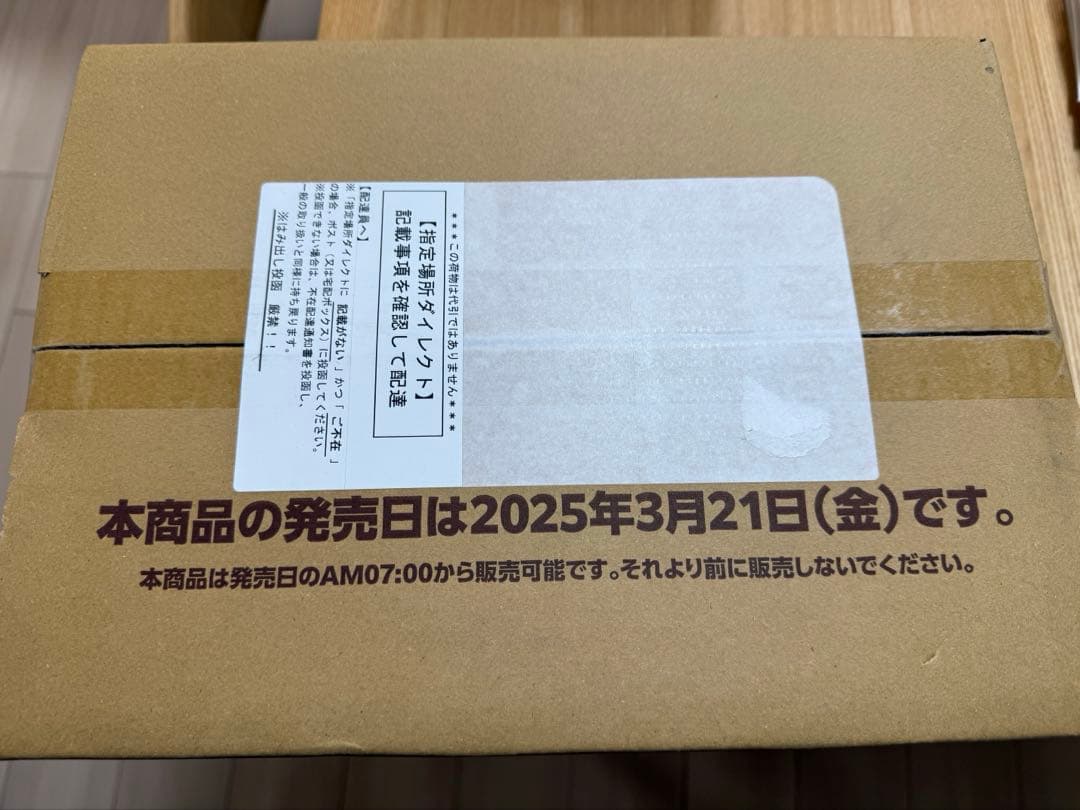 ***この荷物は代引ではありません***
【指定場所ダイレクト】
記載事項を確認して配達
【配達員へ】
※「指定場所ダイレクトに 記載がない」かつ「ご不在」
の場合、ポスト（又は宅配ボックス）に投函してください。
※投函できない場合は、不在配達通知書を投函し、
一般の取り扱いと同様に持ち戻ります。
※はみ出し投函 厳禁！！
本商品の発売日は2025年3月21日（金）です。
本商品は発売日のAM07:00から販売可能です。それより前に販売しないでください。